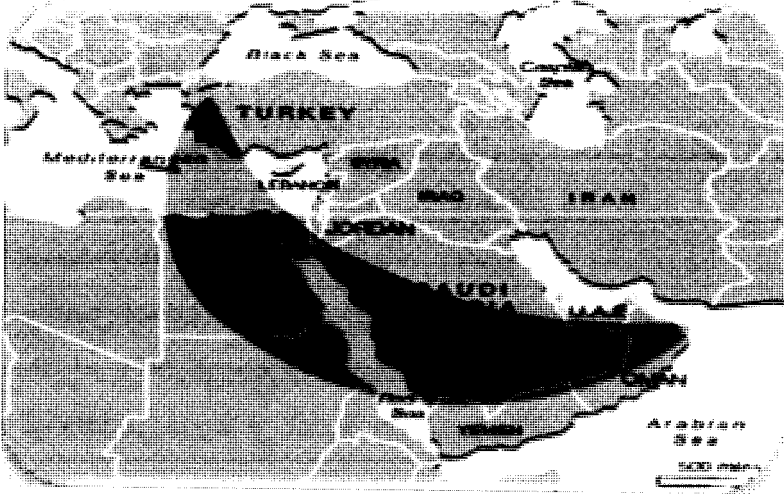 Black Sea
Caspian
Sea
TURKEY
Mediterranean
Sea
SYRIA
LEBANON
IRAQ
IRAN
JORDAN
SAUDI
UAE
OMAN
Red
Sea
YEMEN
Arabian
Sea
500 miles